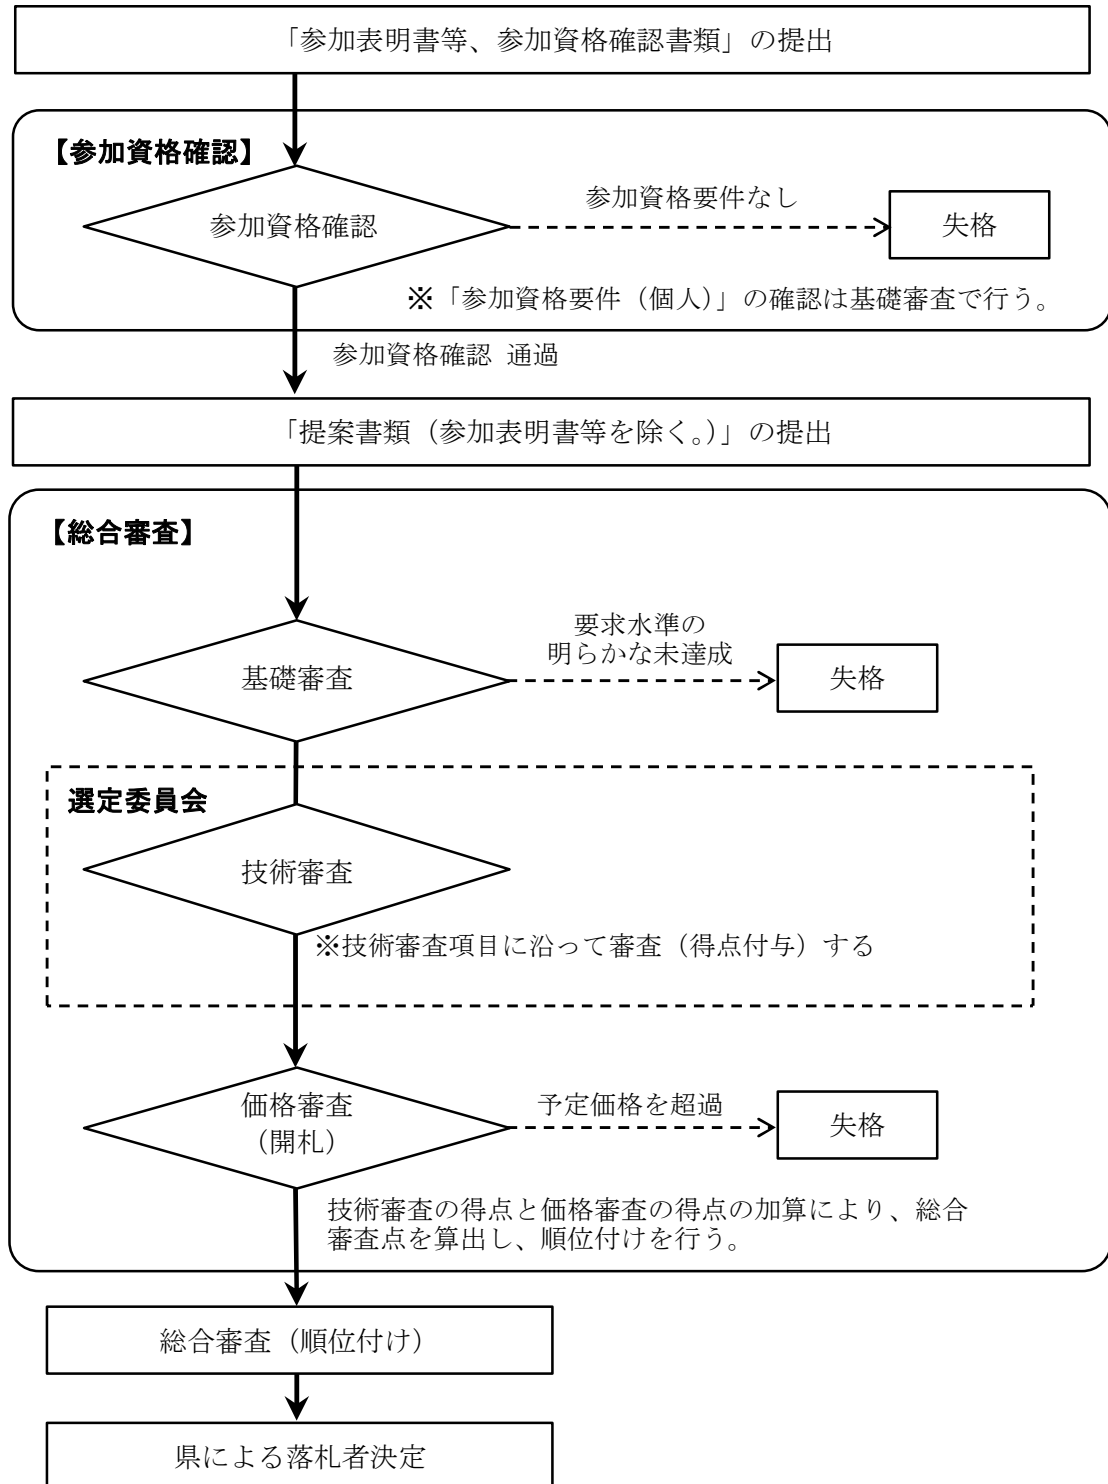 「参加表明書等、参加資格確認書類」の提出
【参加資格確認】
参加資格確認
参加資格要件なし
失格
※「参加資格要件（個人）」の確認は基礎審査で行う。
参加資格確認 通過
「提案書類（参加表明書等を除く。）」の提出
【総合審査】
基礎審査
要求水準の
明らかな未達成
失格
選定委員会
技術審査
※技術審査項目に沿って審査（得点付与）する
価格審査
（開札）
予定価格を超過
失格
技術審査の得点と価格審査の得点の加算により、総合
審査点を算出し、順位付けを行う。
総合審査（順位付け）
県による落札者決定